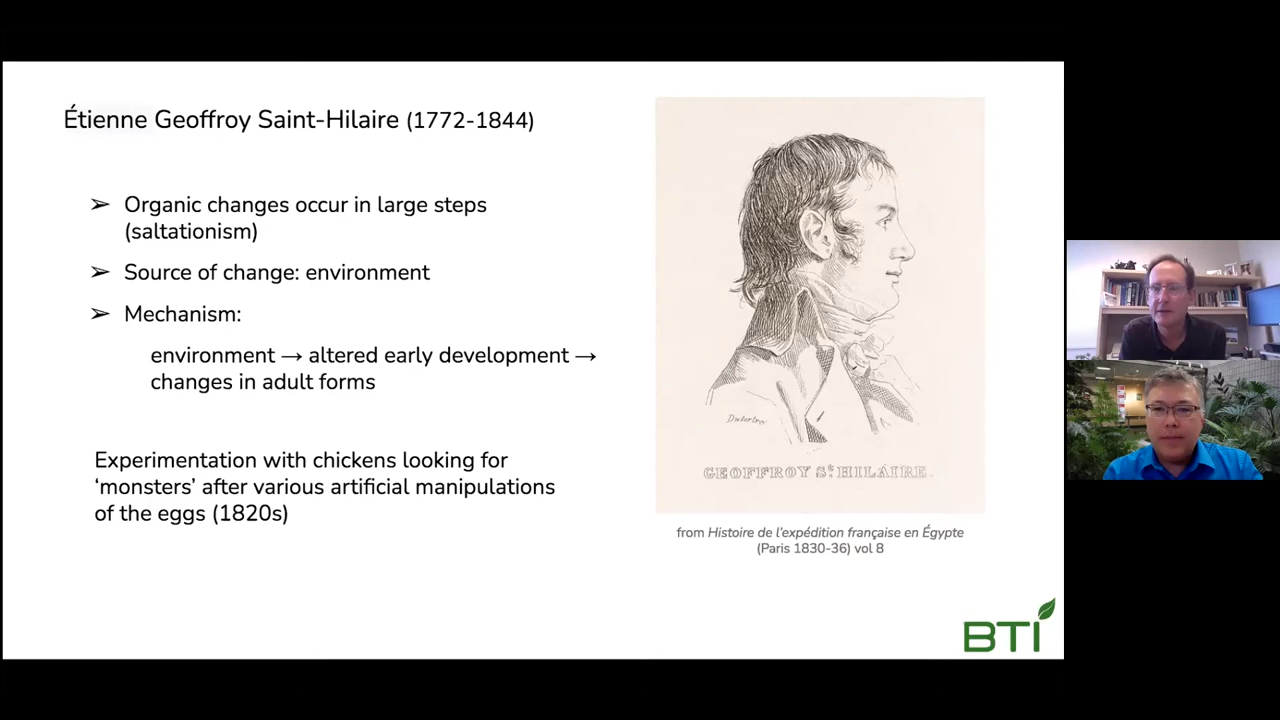 Étienne Geoffroy Saint-Hilaire (1772-1844)
➢ Organic changes occur in large steps
(saltationism)
➢ Source of change: environment
➢ Mechanism:
environment → altered early development →
changes in adult forms
Experimentation with chickens looking for
‘monsters’ after various artificial manipulations
of the eggs (1820s)
Dutertre
GEOFFROY St. HILAIRE.
from Histoire de l’expédition française en Égypte
(Paris 1830-36) vol 8
BTI